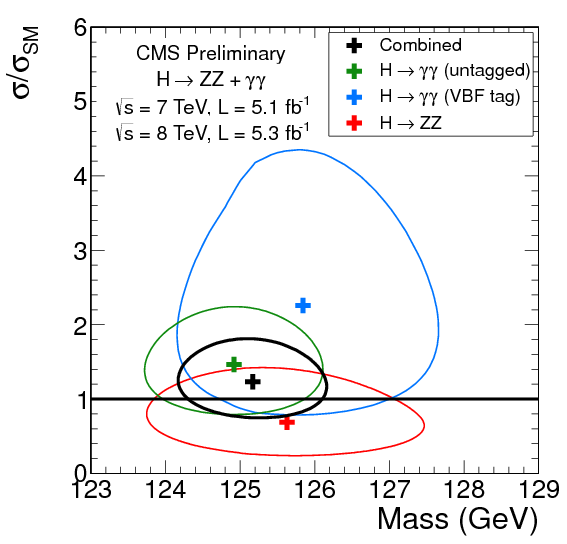 CMS Preliminary
H → ZZ + γγ
√s = 7 TeV, L = 5.1 fb⁻¹
√s = 8 TeV, L = 5.3 fb⁻¹
Combined
H → γγ (untagged)
H → γγ (VBF tag)
H → ZZ
σ/σSM
6
5
4
3
2
1
0
123 124 125 126 127 128 129
Mass (GeV)